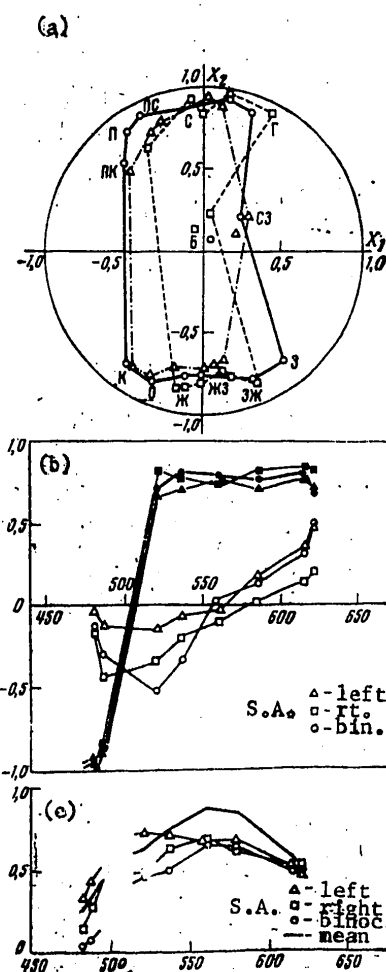 (a)
1,0 X₂
ПС
П
С
Г
ПК
0,5
СЗ
Б
-1,0
-0,5
0,5
1,0
X₁
-0,5
К
О
Ж
ЖЗ
ЗЖ
З
-1,0
1,0
(b)
0,5
500
0
450
550
600
650
-0,5
S.A.
△ -left
□ -rt.
○ -bin.
-1,0
1,0
(c)
0,5
S.A.
△ -left
□ -right
○ -binoc.
— mean
0
450
500
550
600
650